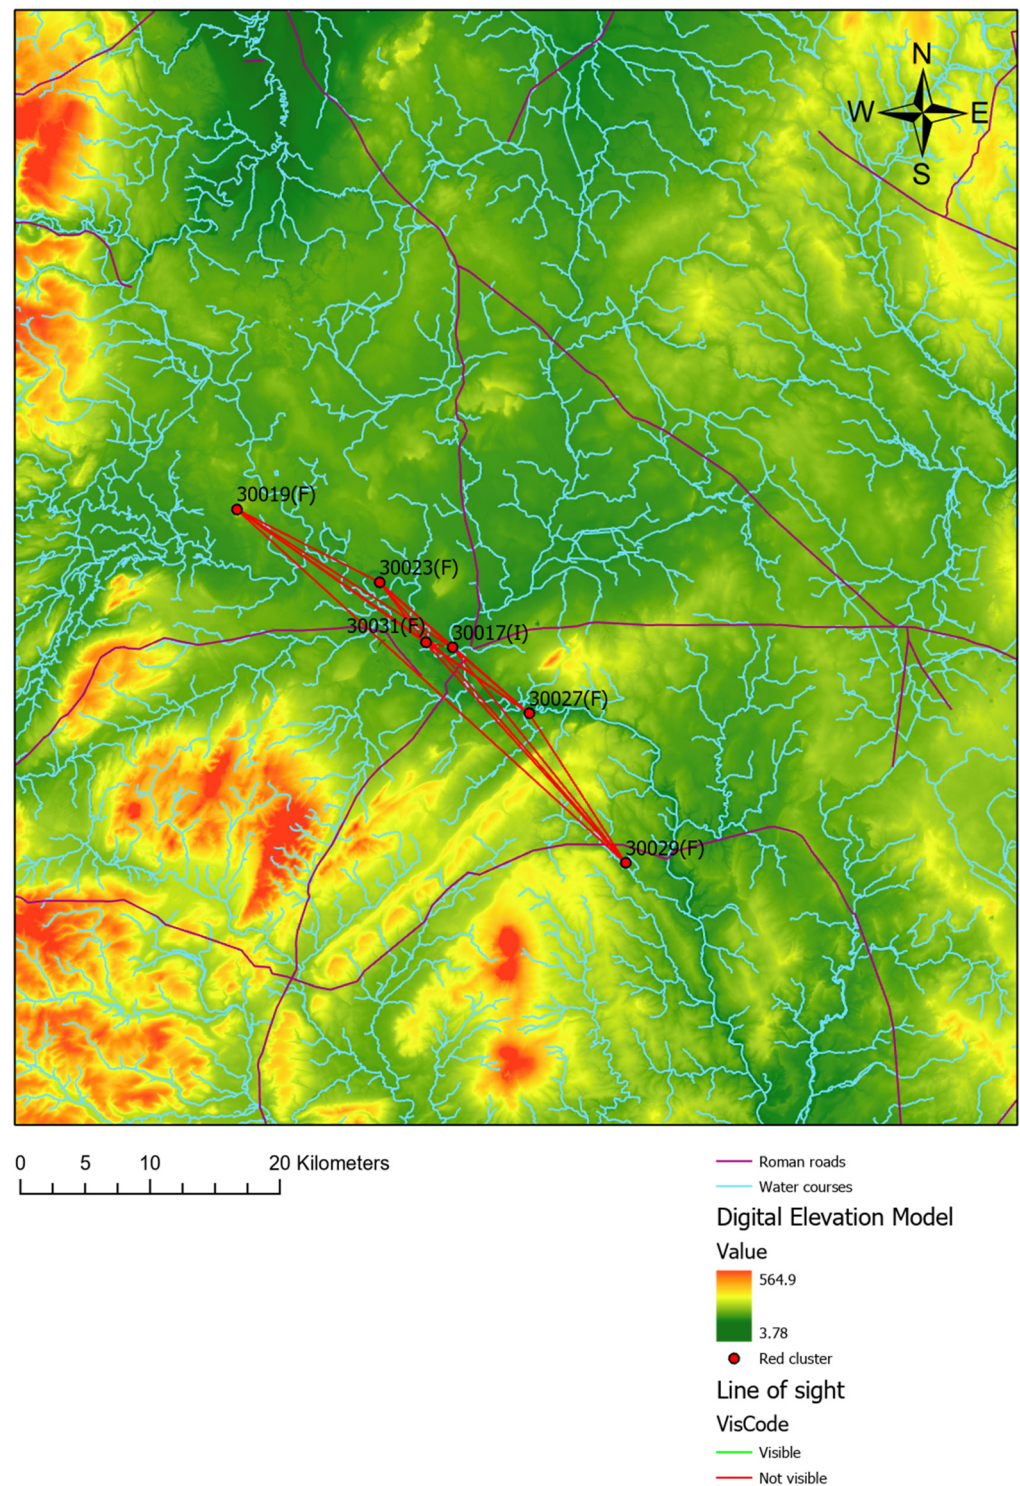 N
W E
S
30019(F)
30023(F)
30031(F) 30017(I)
30027(F)
30029(F)
0 5 10 20 Kilometers
Roman roads
Water courses
Digital Elevation Model
Value
564.9
3.78
Red cluster
Line of sight
VisCode
Visible
Not visible